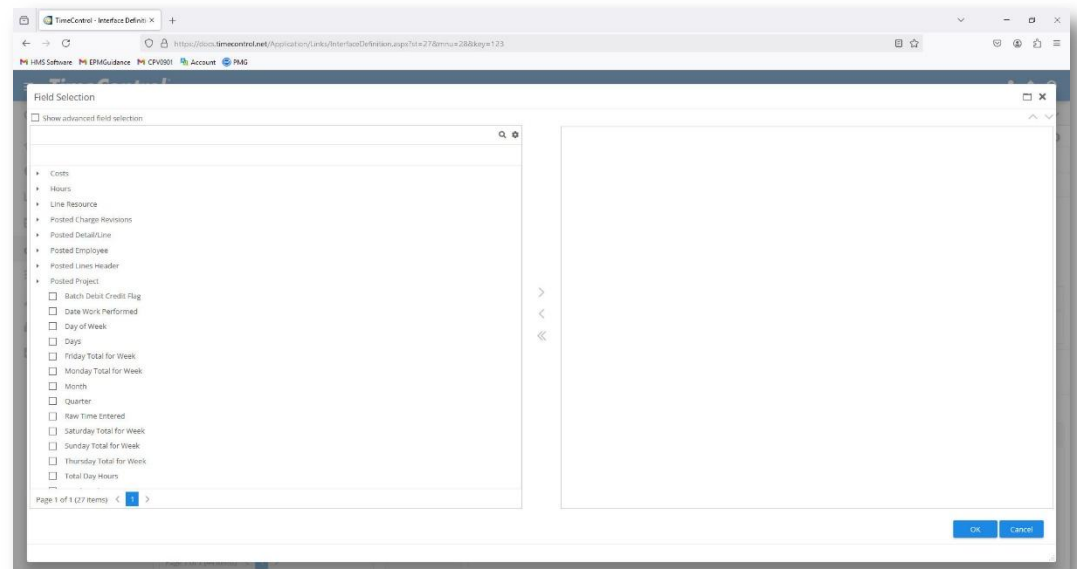 TimeControl - Interface Definiti
https://docs.timecontrol.net/Application/Links/InterfaceDefinition.aspx?st=27&mnu=28&key=123
HMS Software EPMGuidance CPV0901 Account PMG
TimeControl
Field Selection
Show advanced field selection
Costs
Hours
Line Resource
Posted Charge Revisions
Posted Detail/Line
Posted Employee
Posted Lines Header
Posted Project
Batch Debit Credit Flag
Date Work Performed
Day of Week
Days
Friday Total for Week
Monday Total for Week
Month
Quarter
Raw Time Entered
Saturday Total for Week
Sunday Total for Week
Thursday Total for Week
Total Day Hours
Page 1 of 1 (27 items) 1
OK Cancel